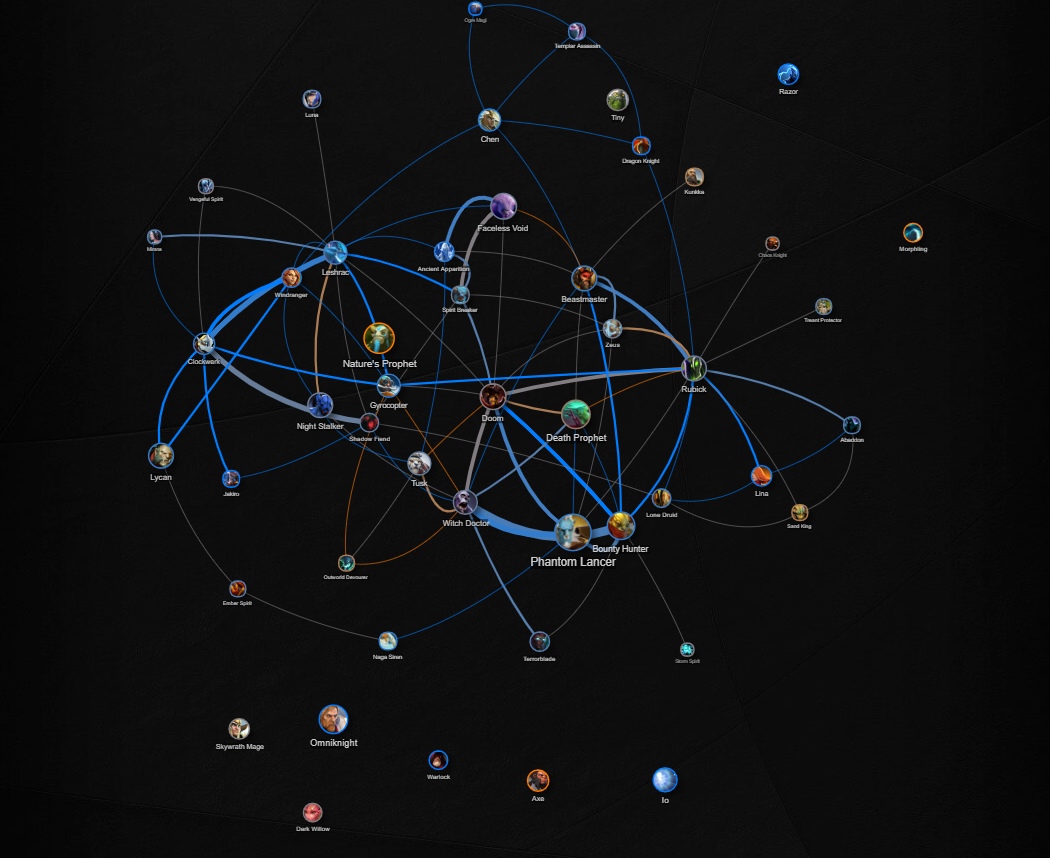 Ogre Magi
Templar Assassin
Razor
Luna
Tiny
Chen
Dragon Knight
Kunkka
Vengeful Spirit
Faceless Void
Mirana
Chaos Knight
Morphling
Leshrac
Ancient Apparition
Windranger
Beastmaster
Spirit Breaker
Treant Protector
Zeus
Clockwerk
Nature's Prophet
Rubick
Gyrocopter
Doom
Night Stalker
Death Prophet
Shadow Fiend
Abaddon
Lycan
Tusk
Jakiro
Lina
Lone Druid
Witch Doctor
Sand King
Bounty Hunter
Phantom Lancer
Outworld Devourer
Ember Spirit
Naga Siren
Terrorblade
Storm Spirit
Omniknight
Skywrath Mage
Warlock
Axe
Io
Dark Willow